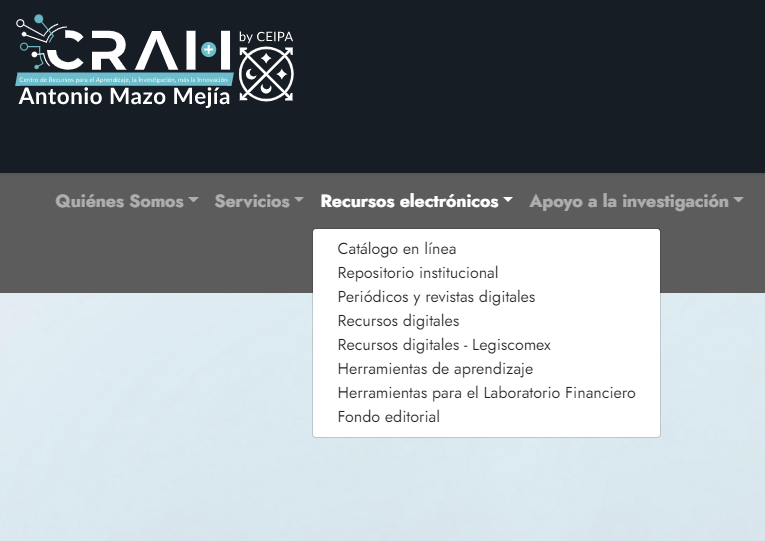 CRAI+I by CEIPA
Centro de Recursos para el Aprendizaje, la Investigación, más la Innovación
Antonio Mazo Mejía
Quiénes Somos Servicios Recursos electrónicos Apoyo a la investigación
Catálogo en línea
Repositorio institucional
Periódicos y revistas digitales
Recursos digitales
Recursos digitales - Legiscomex
Herramientas de aprendizaje
Herramientas para el Laboratorio Financiero
Fondo editorial